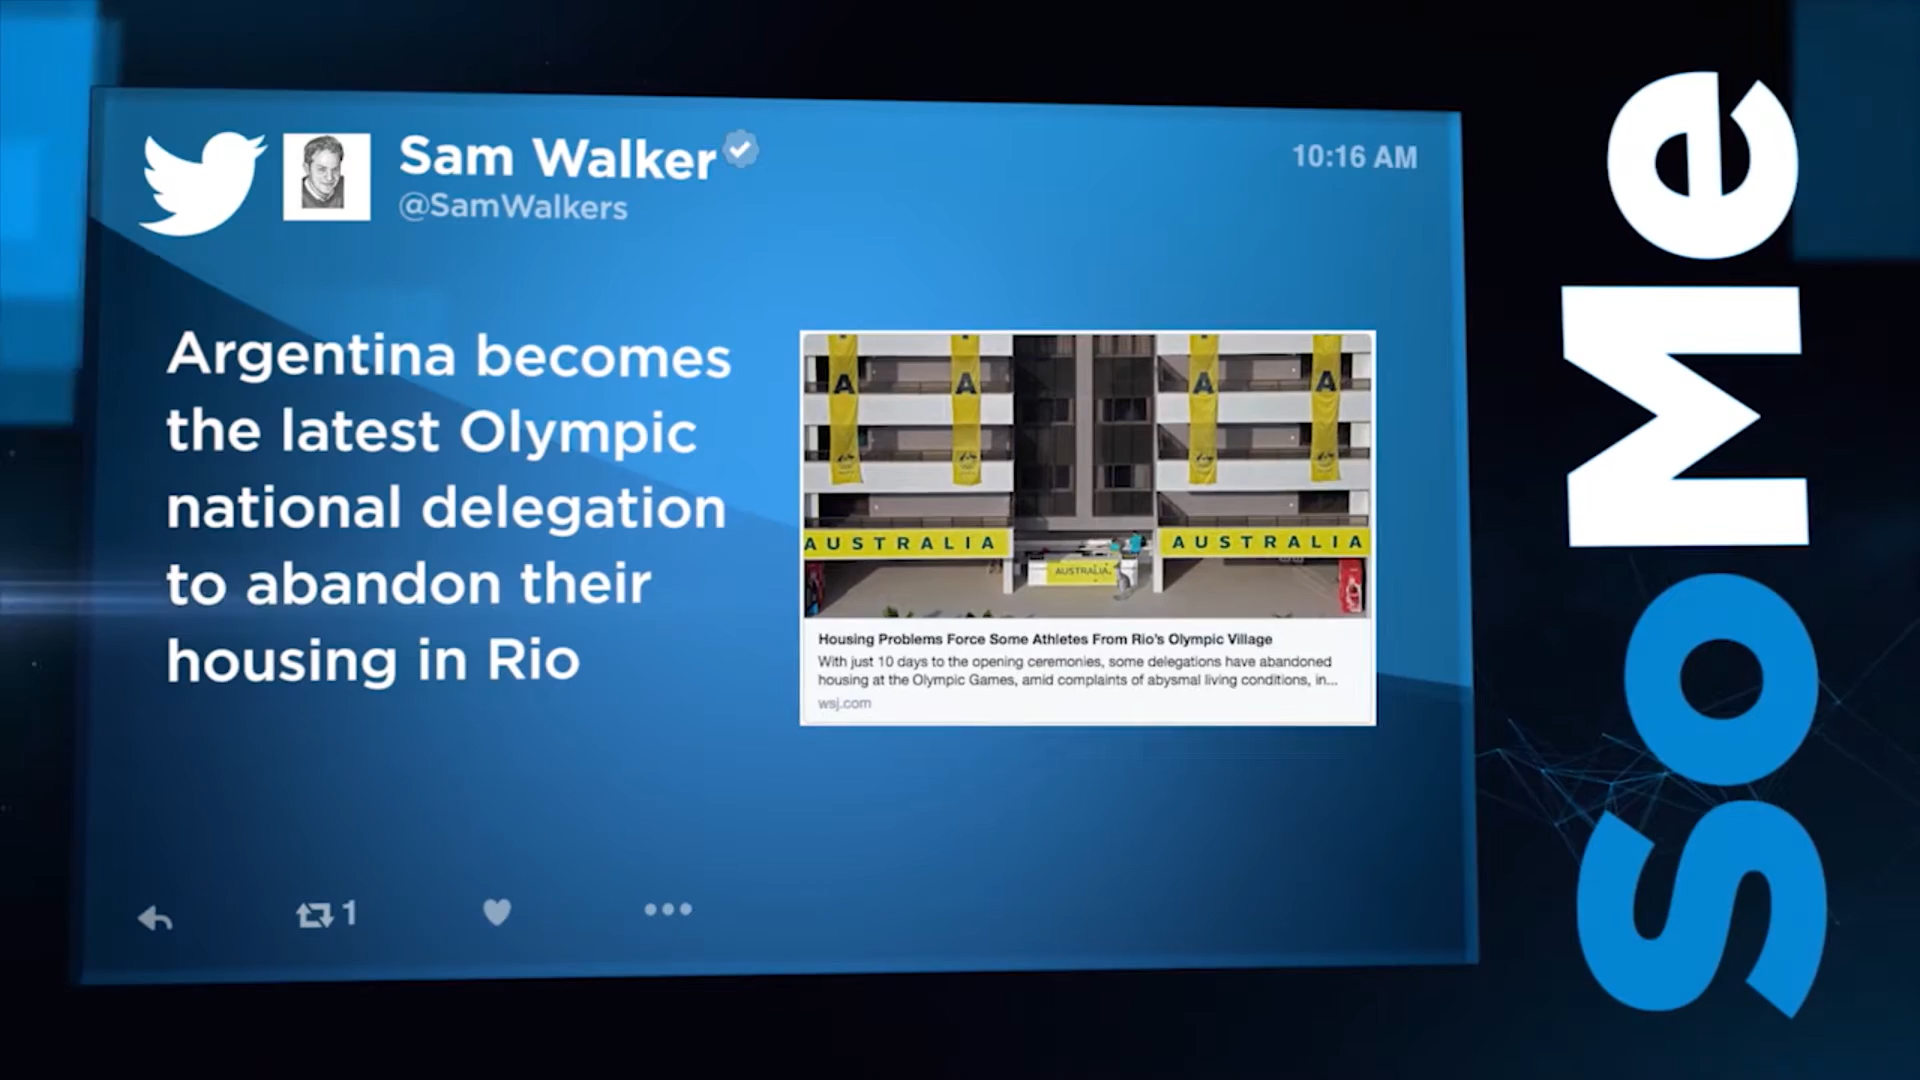 Sam Walker
@SamWalkers
10:16 AM
Argentina becomes
the latest Olympic
national delegation
to abandon their
housing in Rio
A A A A
AUSTRALIA AUSTRALIA
AUSTRALIA
Housing Problems Force Some Athletes From Rio's Olympic Village
With just 10 days to the opening ceremonies, some delegations have abandoned
housing at the Olympic Games, amid complaints of abysmal living conditions, in...
wsj.com
1
SoMe